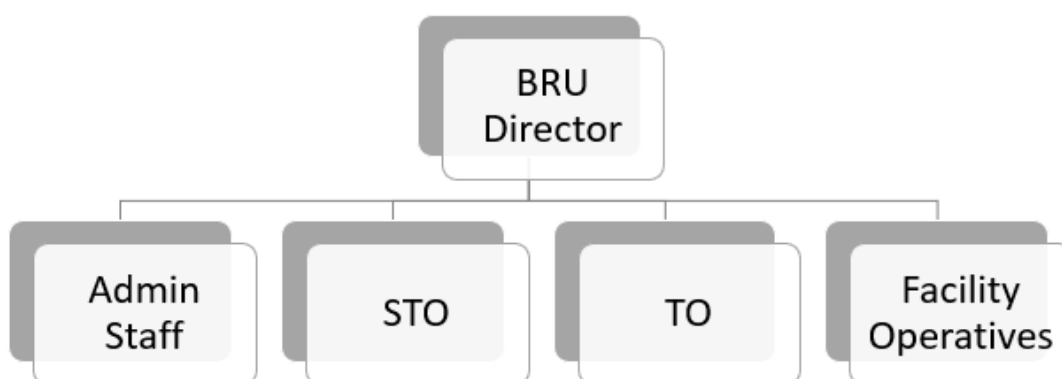 BRU
Director
Admin
Staff
STO
TO
Facility
Operatives